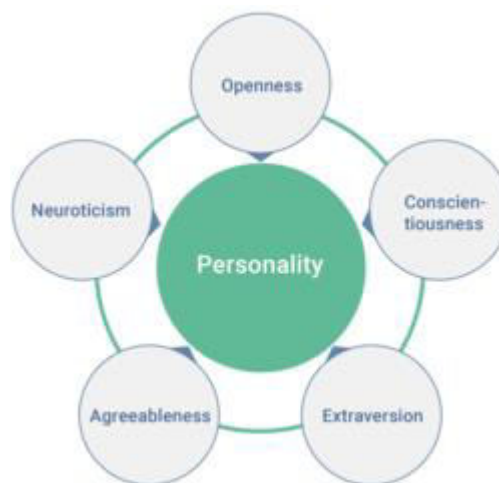 Openness
Neuroticism
Conscien-
tiousness
Personality
Agreeableness
Extraversion